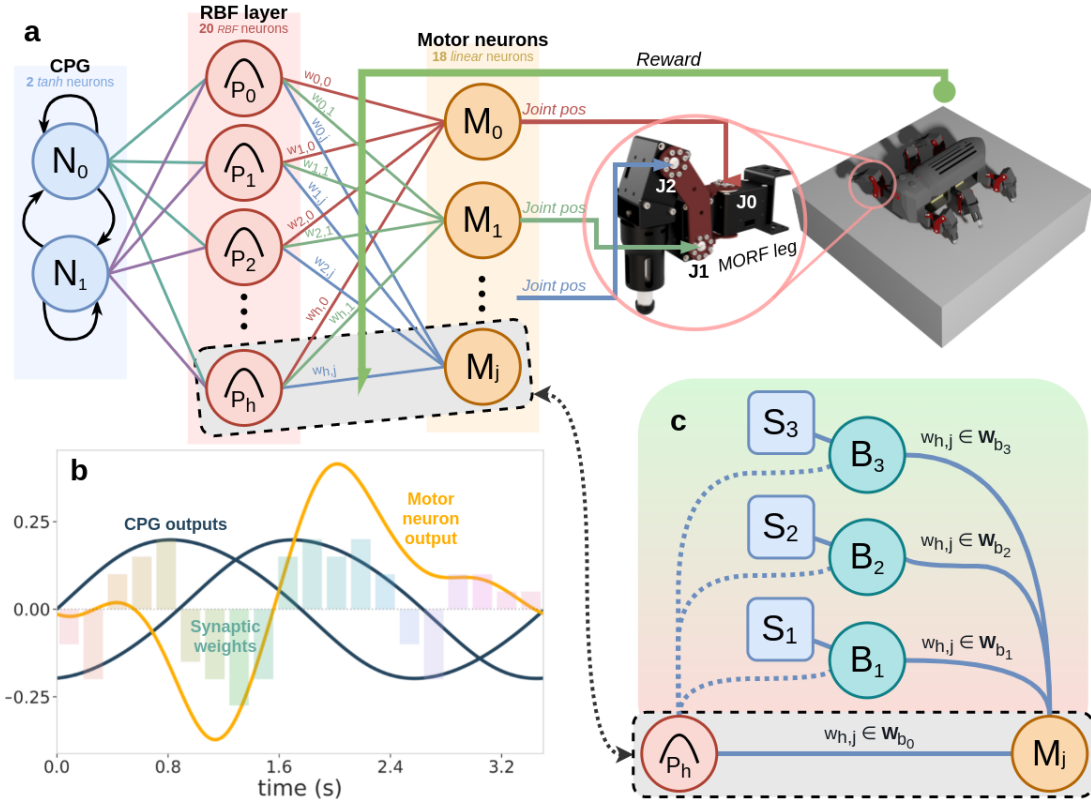 a
CPG
2 tanh neurons
N0
N1
RBF layer
20 RBF neurons
P0
P1
P2
Ph
w0,0
w0,1
w0,j
w1,0
w1,1
w1,j
w2,0
w2,1
w2,j
wh,0
wh,1
wh,j
Motor neurons
18 linear neurons
M0
M1
Mj
Reward
Joint pos
Joint pos
Joint pos
J2
J0
J1
MORF leg
b
CPG outputs
Motor
neuron
output
Synaptic
weights
0.25
0.00
−0.25
0.0
0.8
1.6
2.4
3.2
time (s)
c
S3
B3
wh,j ∈ Wb3
S2
B2
wh,j ∈ Wb2
S1
B1
wh,j ∈ Wb1
Ph
wh,j ∈ Wb0
Mj